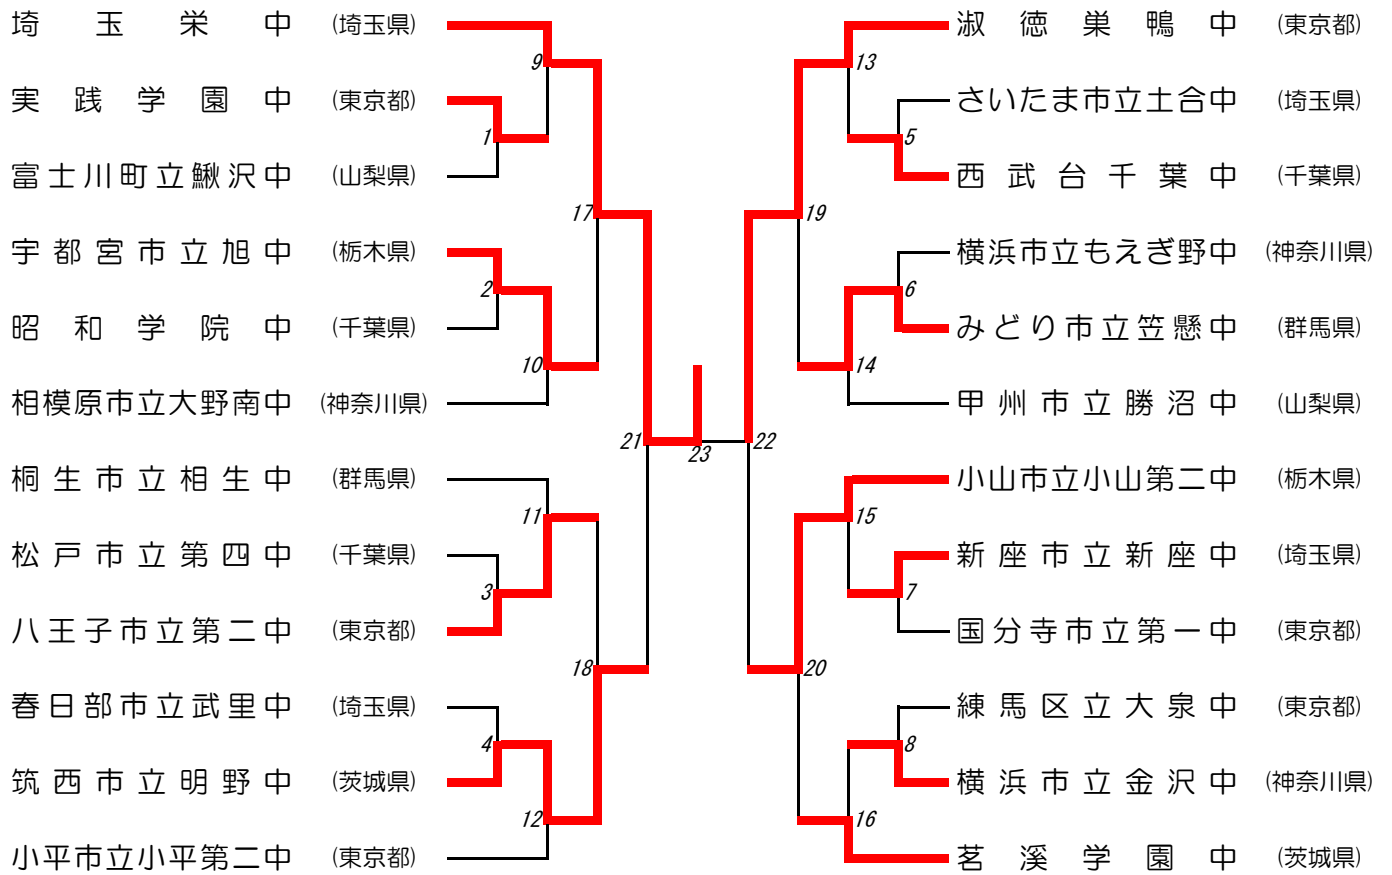 埼玉栄中 (埼玉県)
実践学園中 (東京都)
富士川町立鰍沢中 (山梨県)
宇都宮市立旭中 (栃木県)
昭和学院中 (千葉県)
相模原市立大野南中 (神奈川県)
桐生市立相生中 (群馬県)
松戸市立第四中 (千葉県)
八王子市立第二中 (東京都)
春日部市立武里中 (埼玉県)
筑西市立明野中 (茨城県)
小平市立小平第二中 (東京都)
9
1
17
2
10
21
11
3
18
4
12
23
13
5
19
6
14
22
15
7
20
8
16
淑徳巣鴨中 (東京都)
さいたま市立土合中 (埼玉県)
西武台千葉中 (千葉県)
横浜市立もえぎ野中 (神奈川県)
みどり市立笠懸中 (群馬県)
甲州市立勝沼中 (山梨県)
小山市立小山第二中 (栃木県)
新座市立新座中 (埼玉県)
国分寺市立第一中 (東京都)
練馬区立大泉中 (東京都)
横浜市立金沢中 (神奈川県)
茗溪学園中 (茨城県)